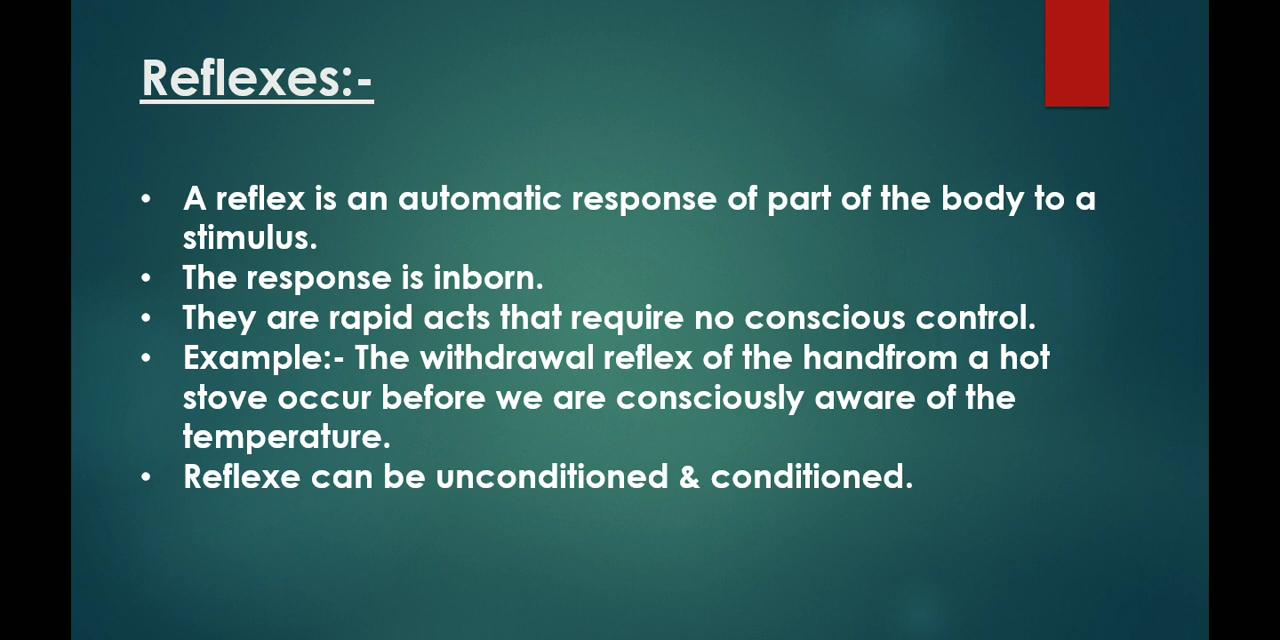 Reflexes:-
• A reflex is an automatic response of part of the body to a
stimulus.
• The response is inborn.
• They are rapid acts that require no conscious control.
• Example:- The withdrawal reflex of the handfrom a hot
stove occur before we are consciously aware of the
temperature.
• Reflexe can be unconditioned & conditioned.